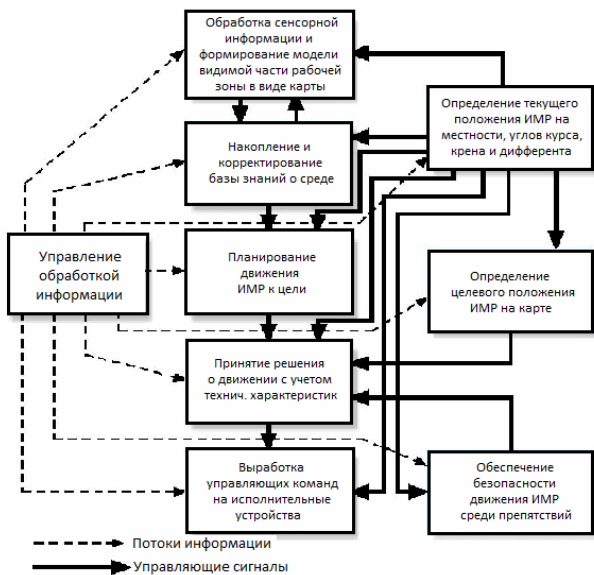 Обработка сенсорной
информации и
формирование модели
видимой части рабочей
зоны в виде карты
Определение текущего
положения ИМР на
местности, углов курса,
крена и дифферента
Накопление и
корректирование
базы знаний о среде
Управление
обработкой
информации
Планирование
движения
ИМР к цели
Определение
целевого положения
ИМР на карте
Принятие решения
о движении с учетом
технич. характеристик
Выработка
управляющих команд
на исполнительные
устройства
Обеспечение
безопасности
движения ИМР
среди препятствий
Потоки информации
Управляющие сигналы